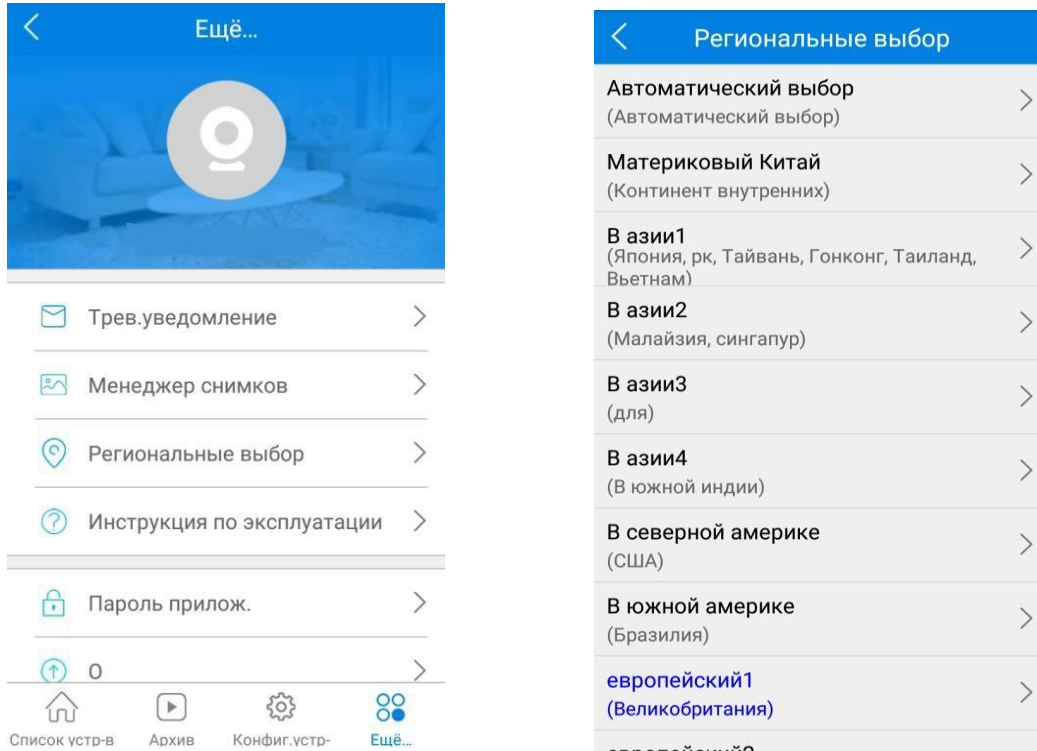 Ещё...
Трев.уведомление
Менеджер снимков
Региональные выбор
Инструкция по эксплуатации
Пароль прилож.
О
Список устр-в
Архив
Конфиг.устр-
Ещё...
Региональные выбор
Автоматический выбор
(Автоматический выбор)
Материковый Китай
(Континент внутренних)
В азии1
(Япония, рк, Тайвань, Гонконг, Таиланд,
Вьетнам)
В азии2
(Малайзия, сингапур)
В азии3
(для)
В азии4
(В южной индии)
В северной америке
(США)
В южной америке
(Бразилия)
европейский1
(Великобритания)